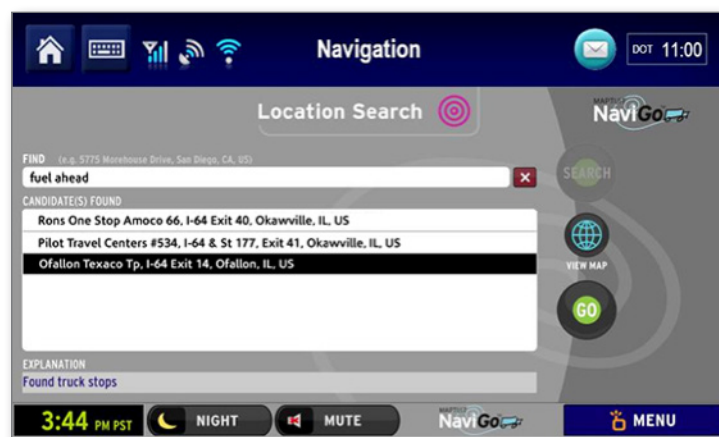 Navigation
DOT 11:00
Location Search
MAPTUIT
NaviGo
FIND (e.g. 5775 Morehouse Drive, San Diego, CA, US)
fuel ahead
SEARCH
CANDIDATE(S) FOUND
Rons One Stop Amoco 66, I-64 Exit 40, Okawville, IL, US
Pilot Travel Centers #534, I-64 & St 177, Exit 41, Okawville, IL, US
Ofallon Texaco Tp, I-64 Exit 14, Ofallon, IL, US
VIEW MAP
GO
EXPLANATION
Found truck stops
3:44 PM PST
NIGHT
MUTE
MAPTUIT
NaviGo
MENU